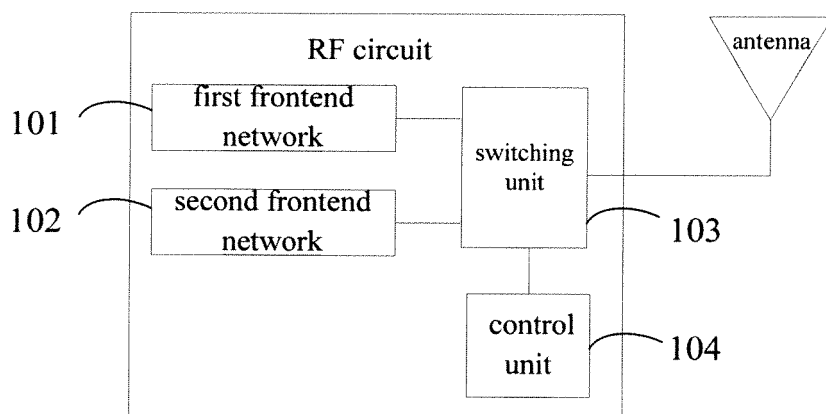 RF circuit
antenna
first frontend
network
101
switching
unit
second frontend
network
102
103
control
unit
104